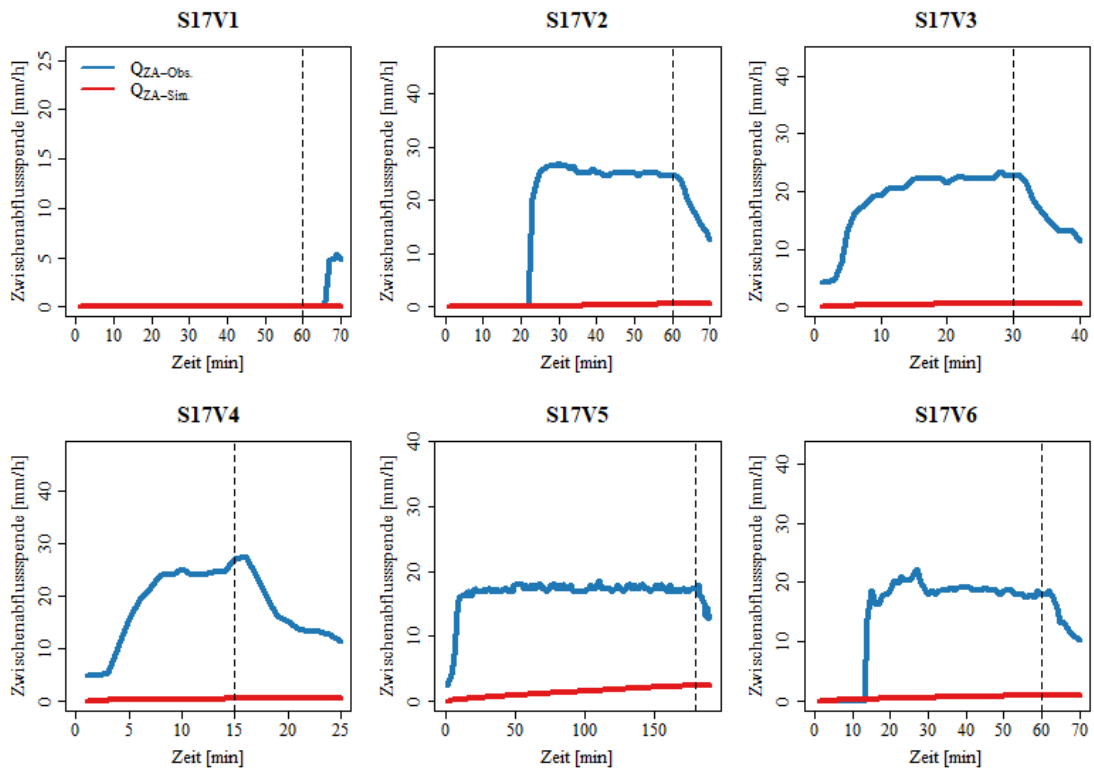 S17V1
S17V2
S17V3
Zwischenabflussspende [mm/h]
25
20
15
10
5
0
Q_ZA–Obs.
Q_ZA–Sim.
0 10 20 30 40 50 60 70
Zeit [min]
Zwischenabflussspende [mm/h]
40
30
20
10
0
0 10 20 30 40 50 60 70
Zeit [min]
Zwischenabflussspende [mm/h]
40
30
20
10
0
0 10 20 30 40
Zeit [min]
S17V4
S17V5
S17V6
Zwischenabflussspende [mm/h]
40
30
20
10
0
0 5 10 15 20 25
Zeit [min]
Zwischenabflussspende [mm/h]
40
30
20
10
0
0 50 100 150
Zeit [min]
Zwischenabflussspende [mm/h]
40
30
20
10
0
0 10 20 30 40 50 60 70
Zeit [min]